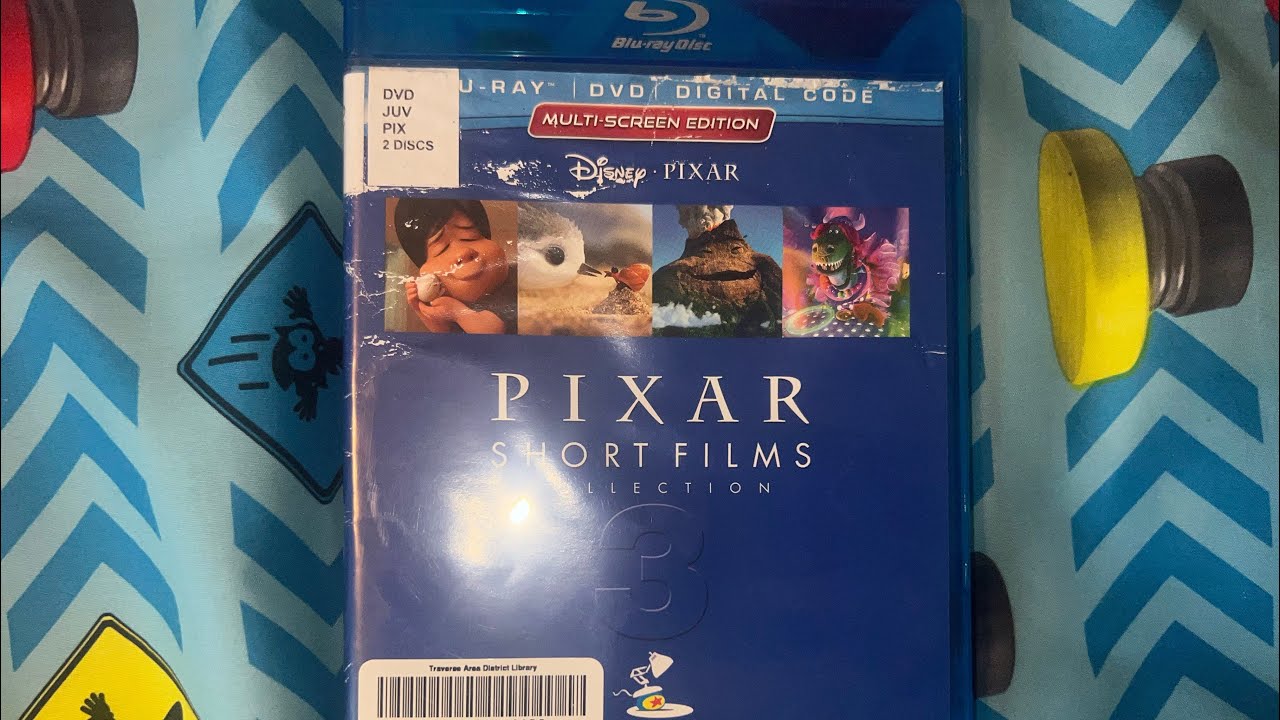 Blu-ray Disc
U-RAY™ | DVD | DIGITAL CODE
DVD
JUV
PIX
2 DISCS
MULTI-SCREEN EDITION
Disney · PIXAR
PIXAR
SHORT FILMS
LLECTION
3
Traverse Area District Library